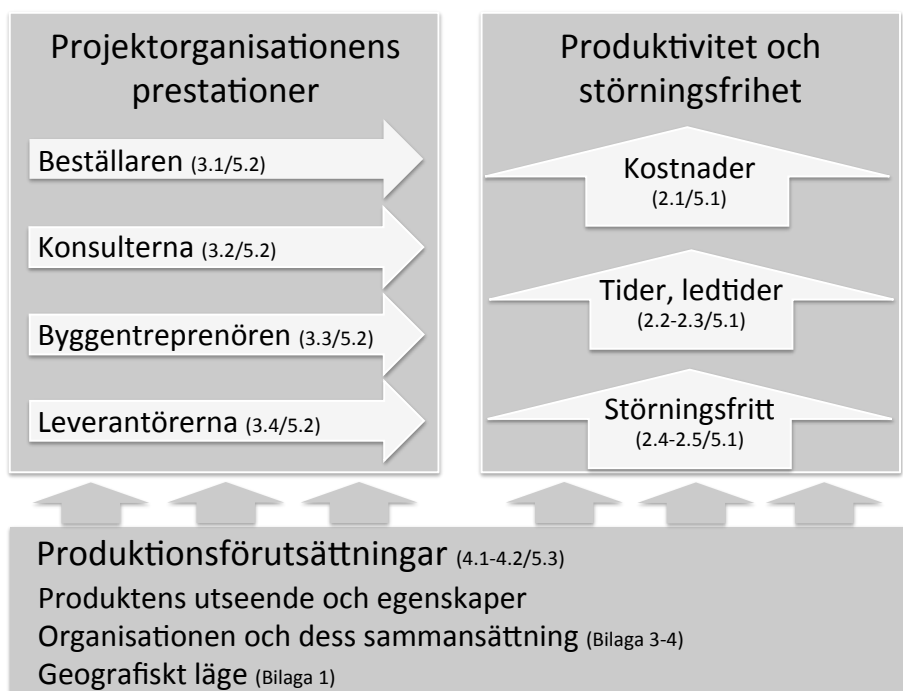 Projektorganisationens
prestationer
Beställaren (3.1/5.2)
Konsulterna (3.2/5.2)
Byggentreprenören (3.3/5.2)
Leverantörerna (3.4/5.2)
Produktivitet och
störningsfrihet
Kostnader
(2.1/5.1)
Tider, ledtider
(2.2-2.3/5.1)
Störningsfritt
(2.4-2.5/5.1)
Produktionsförutsättningar (4.1-4.2/5.3)
Produktens utseende och egenskaper
Organisationen och dess sammansättning (Bilaga 3-4)
Geografiskt läge (Bilaga 1)